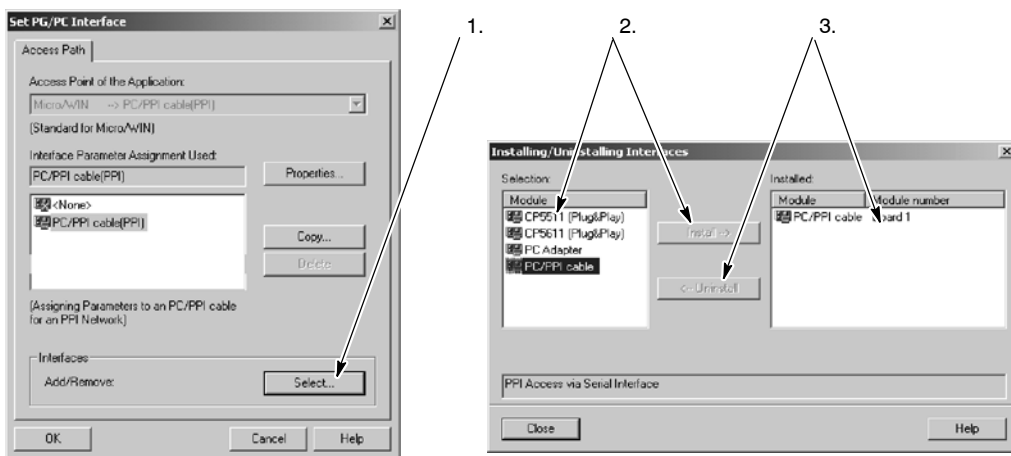 Set PG/PC Interface
Access Path
Access Point of the Application:
Micro/WIN --> PC/PPI cable(PPI)
(Standard for Micro/WIN)
Interface Parameter Assignment Used:
PC/PPI cable(PPI)
Properties...
<None>
PC/PPI cable(PPI)
Copy...
Delete
(Assigning Parameters to an PC/PPI cable
for an PPI Network)
Interfaces
Add/Remove:
Select...
OK
Cancel
Help
1.
2.
3.
Installing/Uninstalling Interfaces
Selection:
Module
CP5511 (Plug&Play)
CP5611 (Plug&Play)
PC Adapter
PC/PPI cable
Install -->
<-- Uninstall
Installed:
Module Module number
PC/PPI cable Board 1
PPI Access via Serial Interface
Close
Help